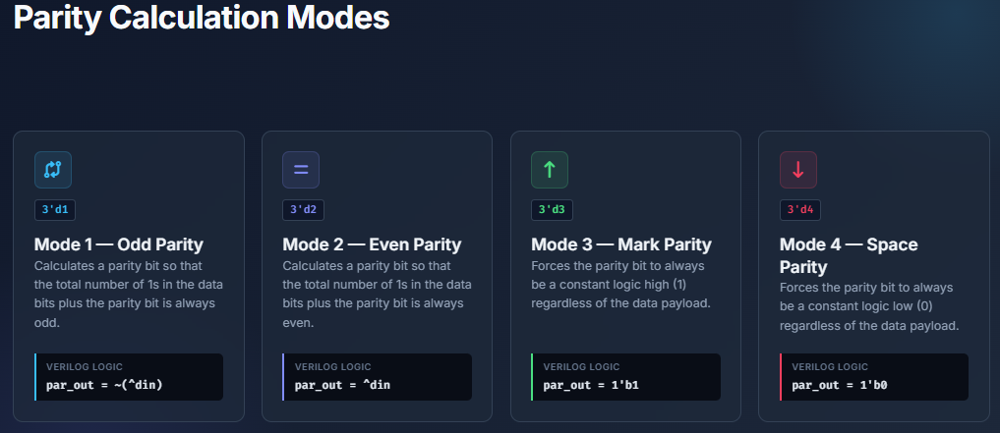 Parity Calculation Modes
3'd1
Mode 1 — Odd Parity
Calculates a parity bit so that
the total number of 1s in the data
bits plus the parity bit is always
odd.
VERILOG LOGIC
par_out = ~(^din)
3'd2
Mode 2 — Even Parity
Calculates a parity bit so that
the total number of 1s in the data
bits plus the parity bit is always
even.
VERILOG LOGIC
par_out = ^din
3'd3
Mode 3 — Mark Parity
Forces the parity bit to always
be a constant logic high (1)
regardless of the data payload.
VERILOG LOGIC
par_out = 1'b1
3'd4
Mode 4 — Space
Parity
Forces the parity bit to always
be a constant logic low (0)
regardless of the data payload.
VERILOG LOGIC
par_out = 1'b0